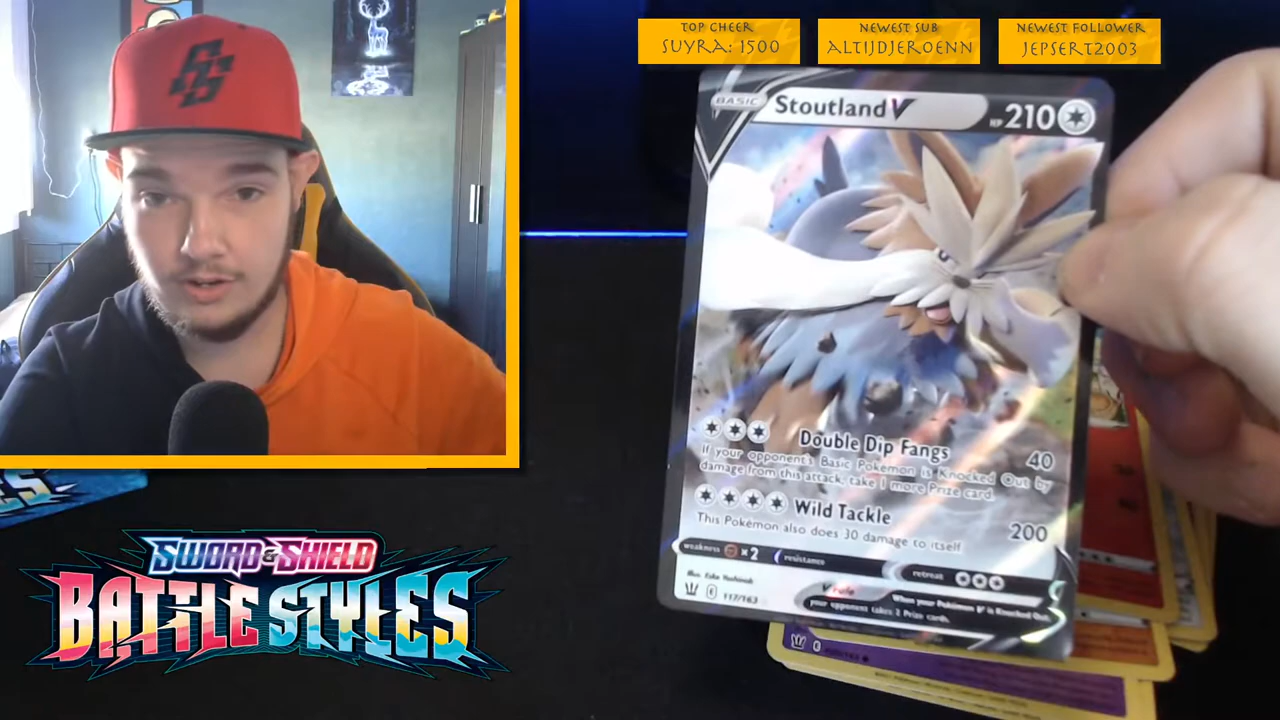 TOP CHEER
SUYRA: 1500
NEWEST SUB
ALTIJDJEROENN
NEWEST FOLLOWER
JEPSERT2003
BASIC
Stoutland V
HP 210
Double Dip Fangs 40
If your opponent's Basic Pokémon is Knocked Out by
damage from this attack, take 1 more Prize card.
Wild Tackle 200
This Pokémon also does 30 damage to itself.
weakness ×2 resistance
retreat
117/163
V rule
When your Pokémon V is Knocked Out,
your opponent takes 2 Prize cards.
SWORD & SHIELD
BATTLE STYLES